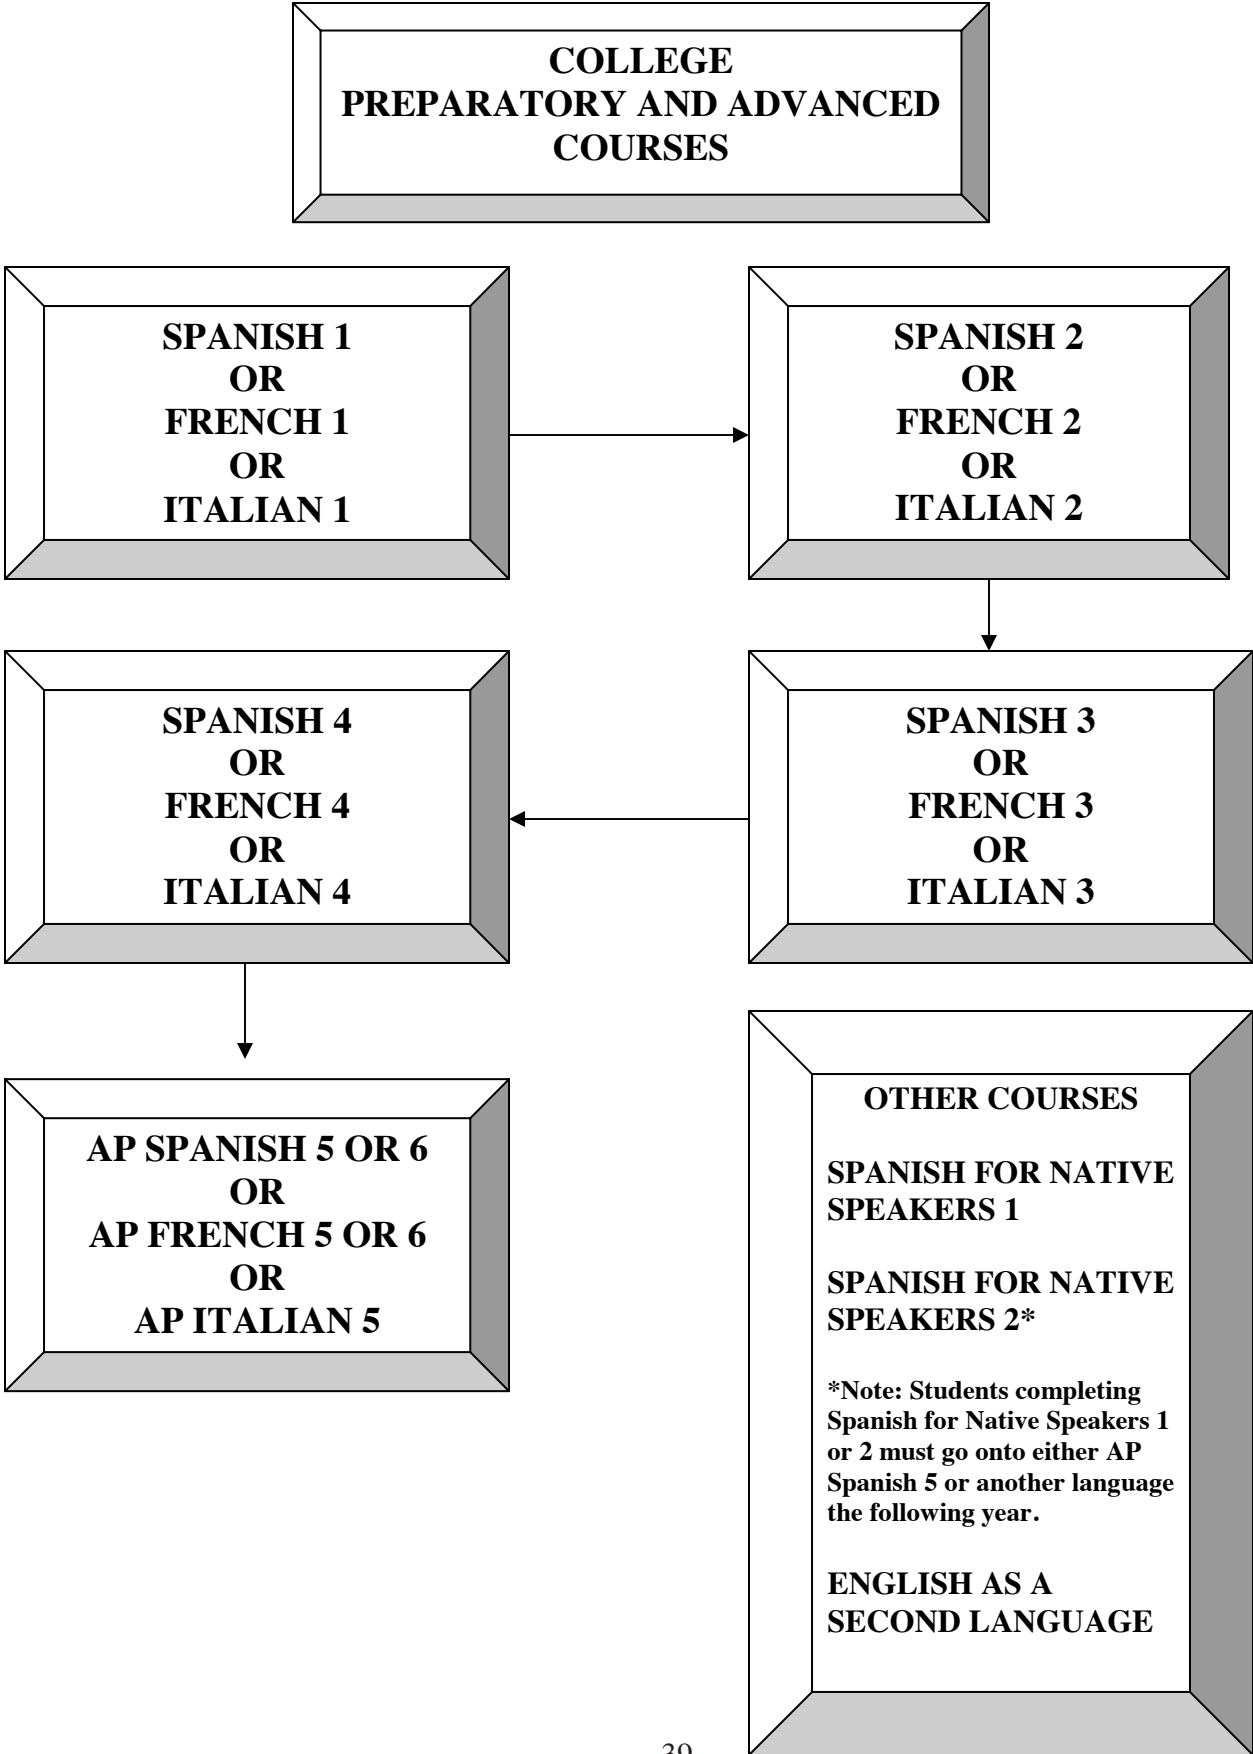 COLLEGE
PREPARATORY AND ADVANCED
COURSES
SPANISH 1
OR
FRENCH 1
OR
ITALIAN 1
SPANISH 2
OR
FRENCH 2
OR
ITALIAN 2
SPANISH 3
OR
FRENCH 3
OR
ITALIAN 3
SPANISH 4
OR
FRENCH 4
OR
ITALIAN 4
AP SPANISH 5 OR 6
OR
AP FRENCH 5 OR 6
OR
AP ITALIAN 5
OTHER COURSES
SPANISH FOR NATIVE
SPEAKERS 1
SPANISH FOR NATIVE
SPEAKERS 2*
*Note: Students completing
Spanish for Native Speakers 1
or 2 must go onto either AP
Spanish 5 or another language
the following year.
ENGLISH AS A
SECOND LANGUAGE
39